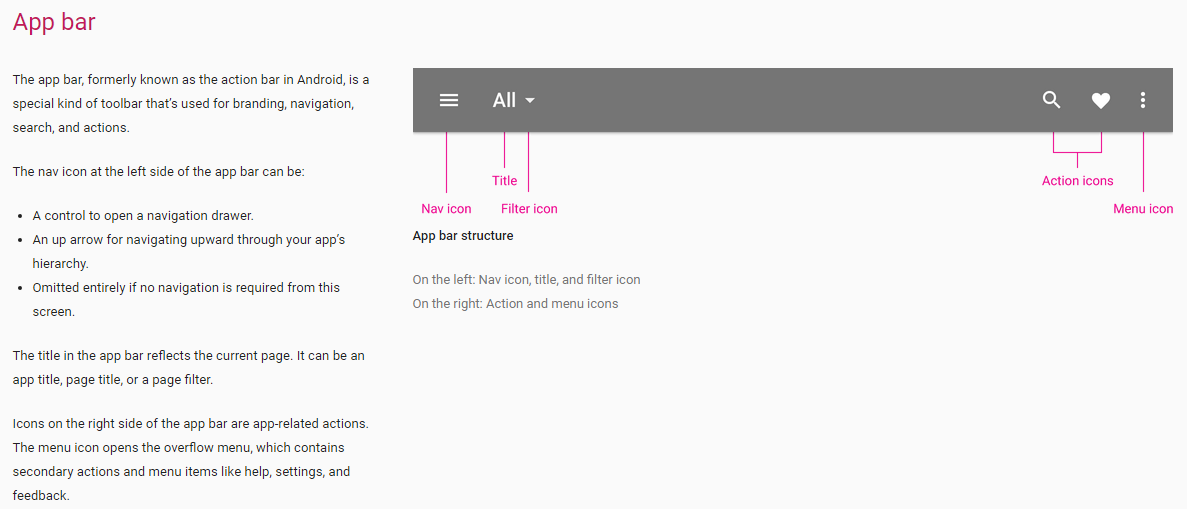 App bar
The app bar, formerly known as the action bar in Android, is a
special kind of toolbar that’s used for branding, navigation,
search, and actions.
The nav icon at the left side of the app bar can be:
• A control to open a navigation drawer.
• An up arrow for navigating upward through your app’s
hierarchy.
• Omitted entirely if no navigation is required from this
screen.
The title in the app bar reflects the current page. It can be an
app title, page title, or a page filter.
Icons on the right side of the app bar are app-related actions.
The menu icon opens the overflow menu, which contains
secondary actions and menu items like help, settings, and
feedback.
All
Title
Action icons
Nav icon
Filter icon
Menu icon
App bar structure
On the left: Nav icon, title, and filter icon
On the right: Action and menu icons